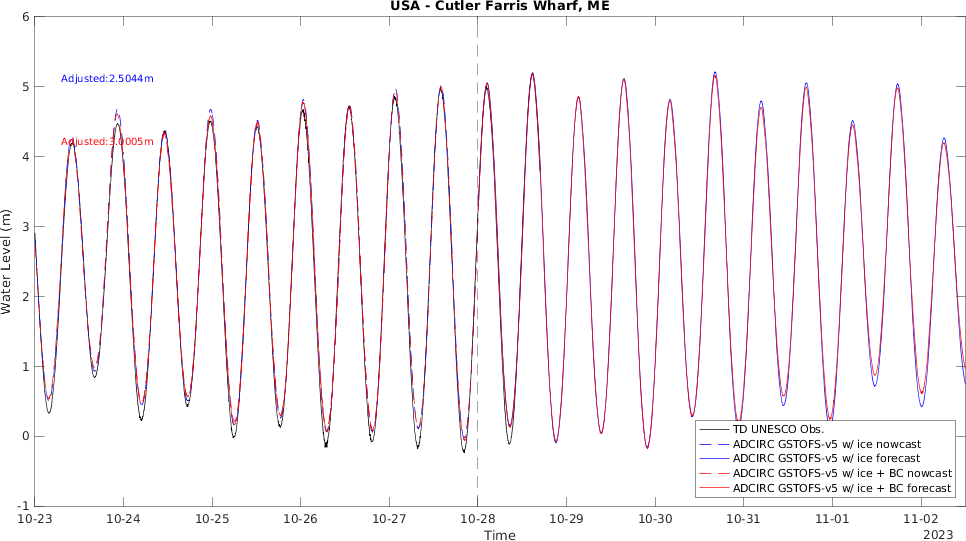 USA - Cutler Farris Wharf, ME
6
5
4
3
2
1
0
-1
Water Level (m)
Adjusted:2.5044m
Adjusted:3.0005m
TD UNESCO Obs.
ADCIRC GSTOFS-v5 w/ ice nowcast
ADCIRC GSTOFS-v5 w/ ice forecast
ADCIRC GSTOFS-v5 w/ ice + BC nowcast
ADCIRC GSTOFS-v5 w/ ice + BC forecast
10-23 10-24 10-25 10-26 10-27 10-28 10-29 10-30 10-31 11-01 11-02
Time
2023